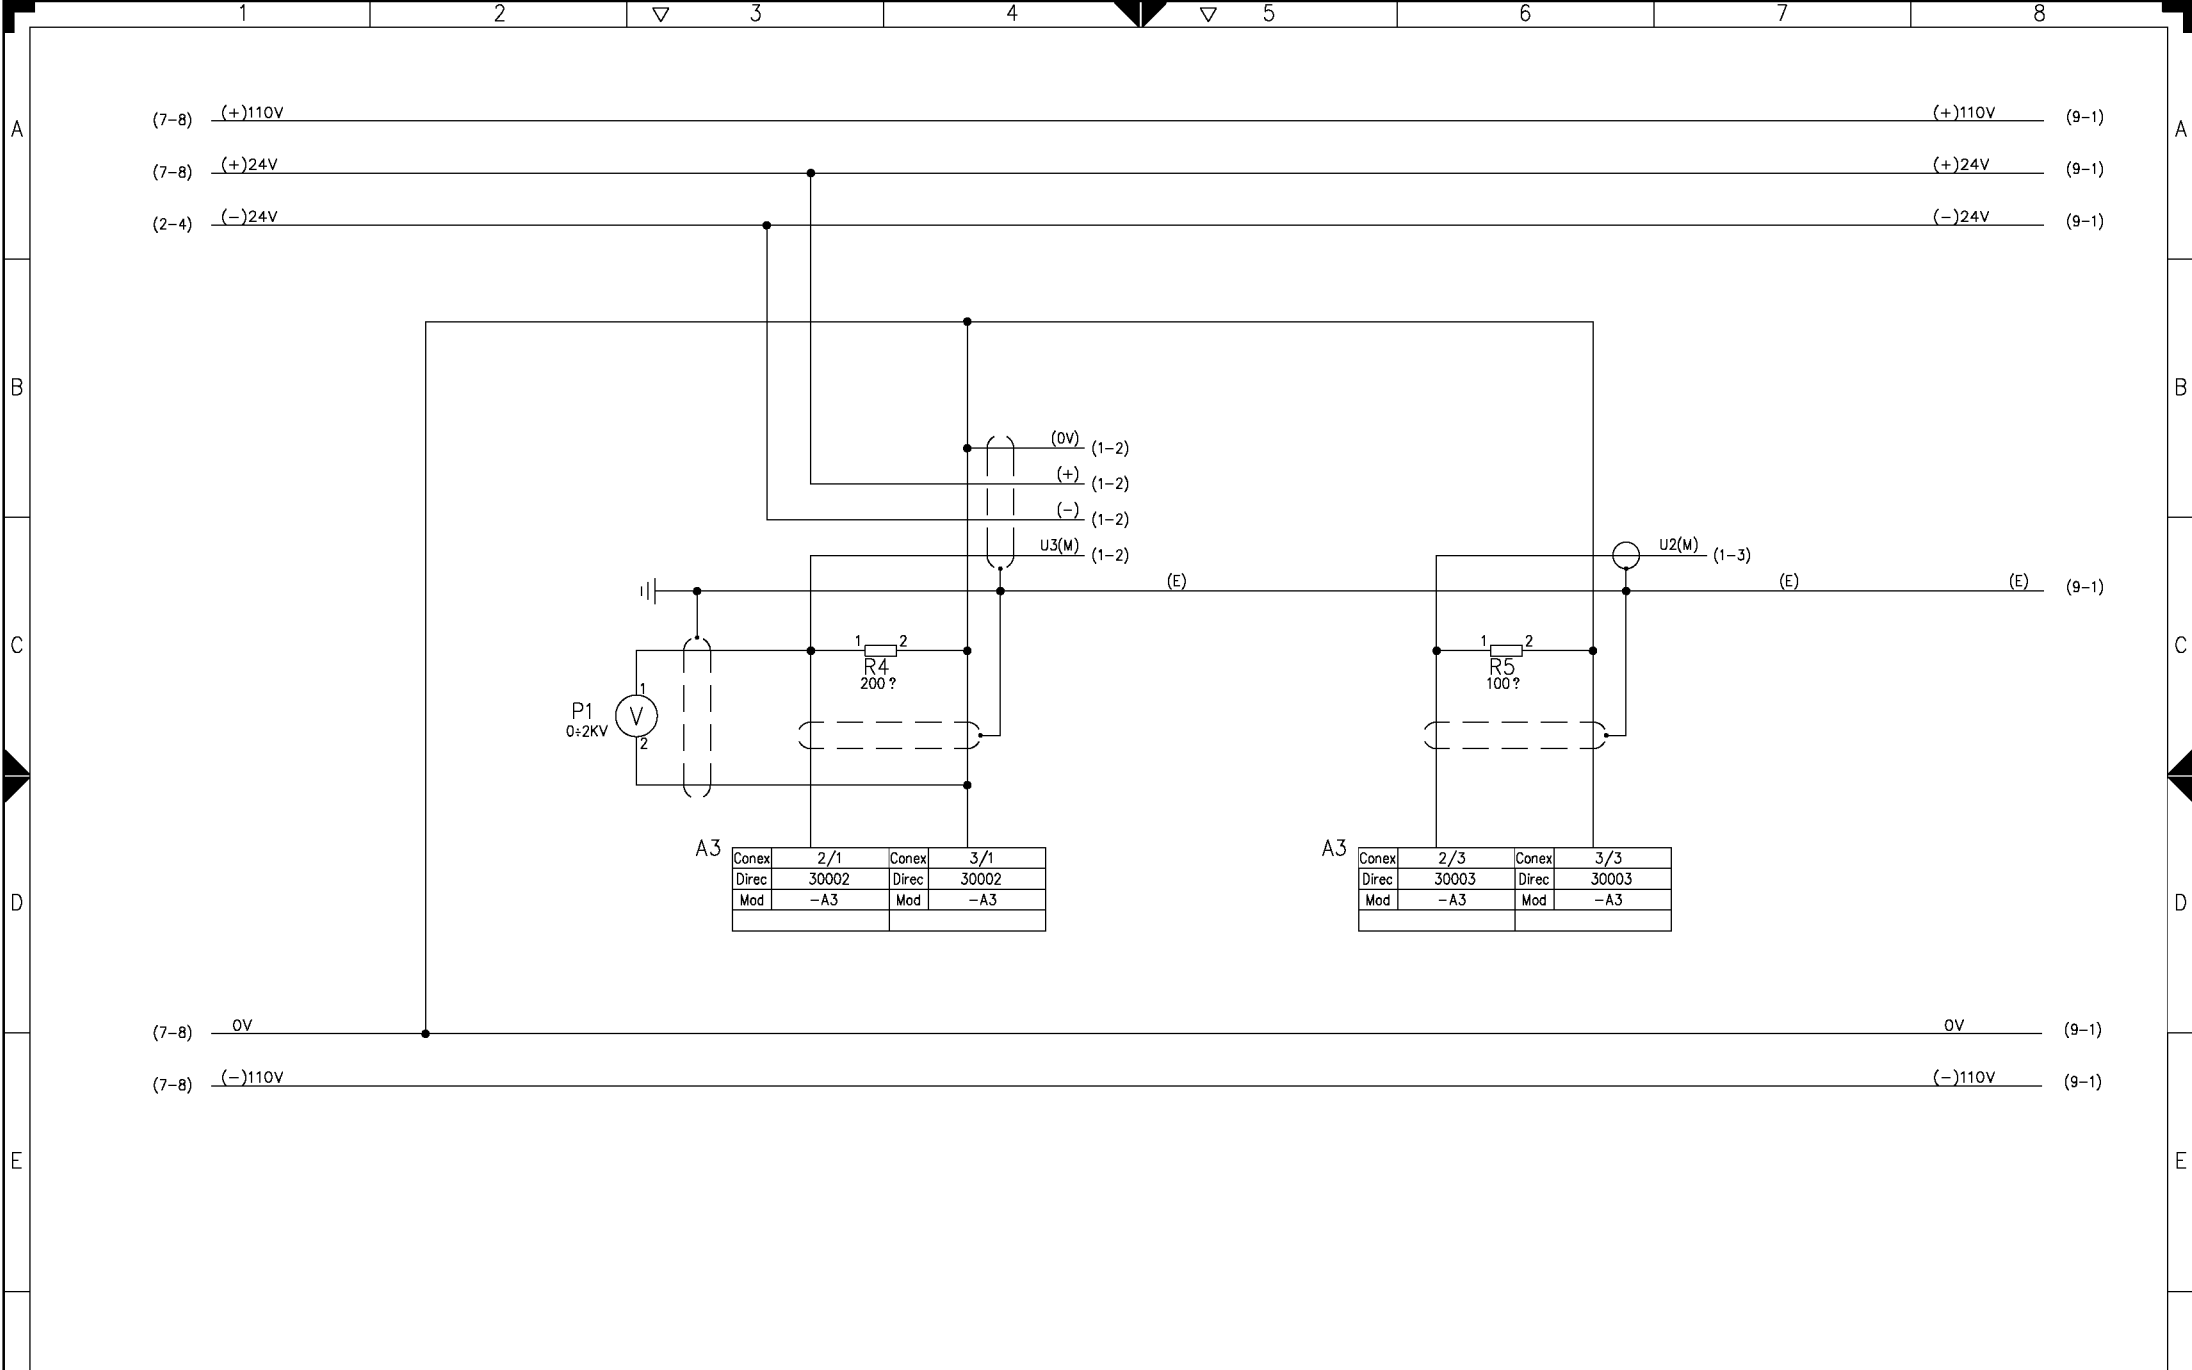 1 2 3 4 5 6 7 8
A A
(7-8) (+)110V (+)110V (9-1)
(7-8) (+)24V (+)24V (9-1)
(2-4) (-)24V (-)24V (9-1)
B B
(0V) (1-2)
(+) (1-2)
(-) (1-2)
U3(M) (1-2) U2(M) (1-3)
(E) (E) (E) (9-1)
C C
1 2 1 2
R4 R5
200? 100?
1
P1 V
0÷2KV
2
A3 A3
Conex 2/1 Conex 3/1 Conex 2/3 Conex 3/3
Direc 30002 Direc 30002 Direc 30003 Direc 30003
Mod -A3 Mod -A3 Mod -A3 Mod -A3
D D
(7-8) 0V 0V (9-1)
(7-8) (-)110V (-)110V (9-1)
E E